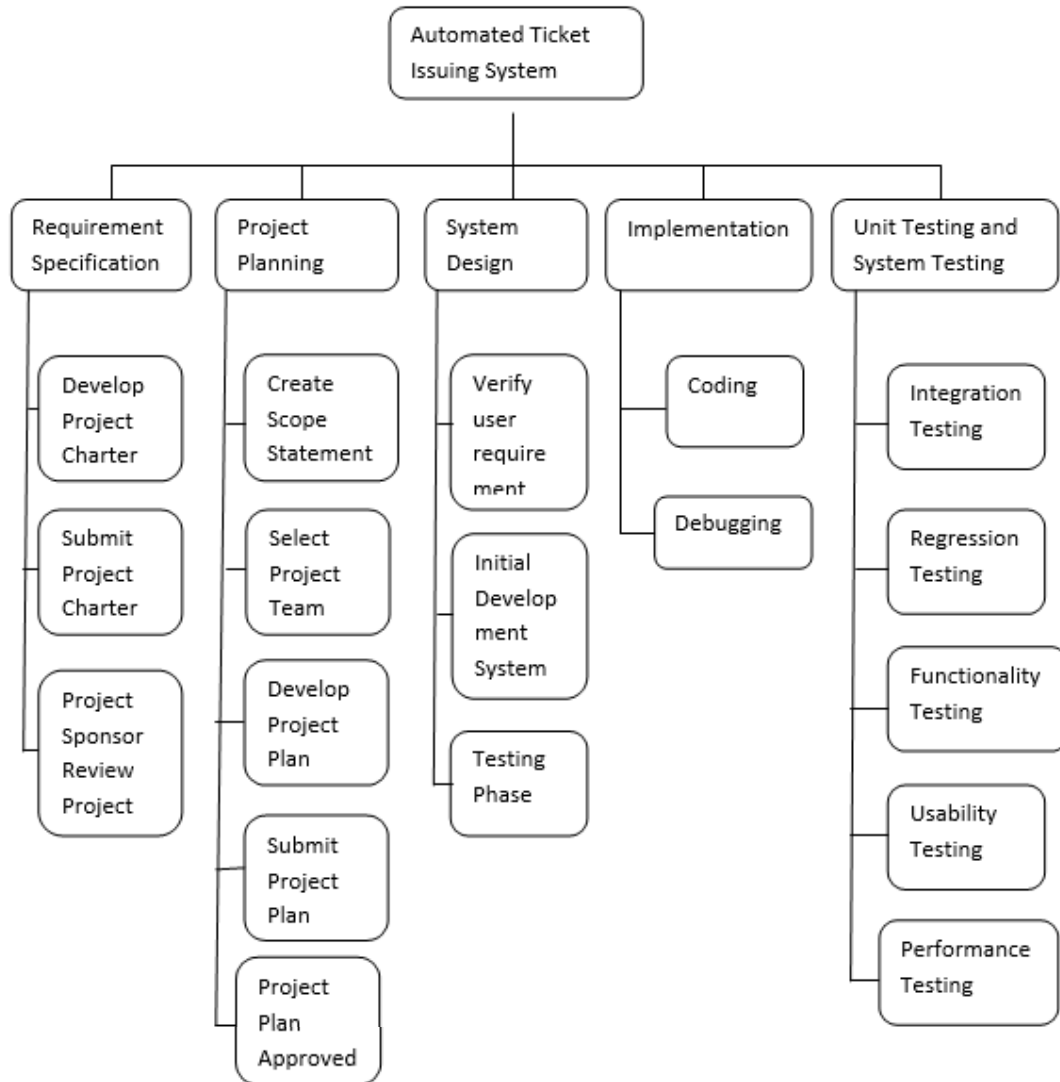 Automated Ticket
Issuing System
Requirement
Specification
Project
Planning
System
Design
Implementation
Unit Testing and
System Testing
Develop
Project
Charter
Submit
Project
Charter
Project
Sponsor
Review
Project
Create
Scope
Statement
Select
Project
Team
Develop
Project
Plan
Submit
Project
Plan
Project
Plan
Approved
Verify
user
require
ment
Initial
Develop
ment
System
Testing
Phase
Coding
Debugging
Integration
Testing
Regression
Testing
Functionality
Testing
Usability
Testing
Performance
Testing